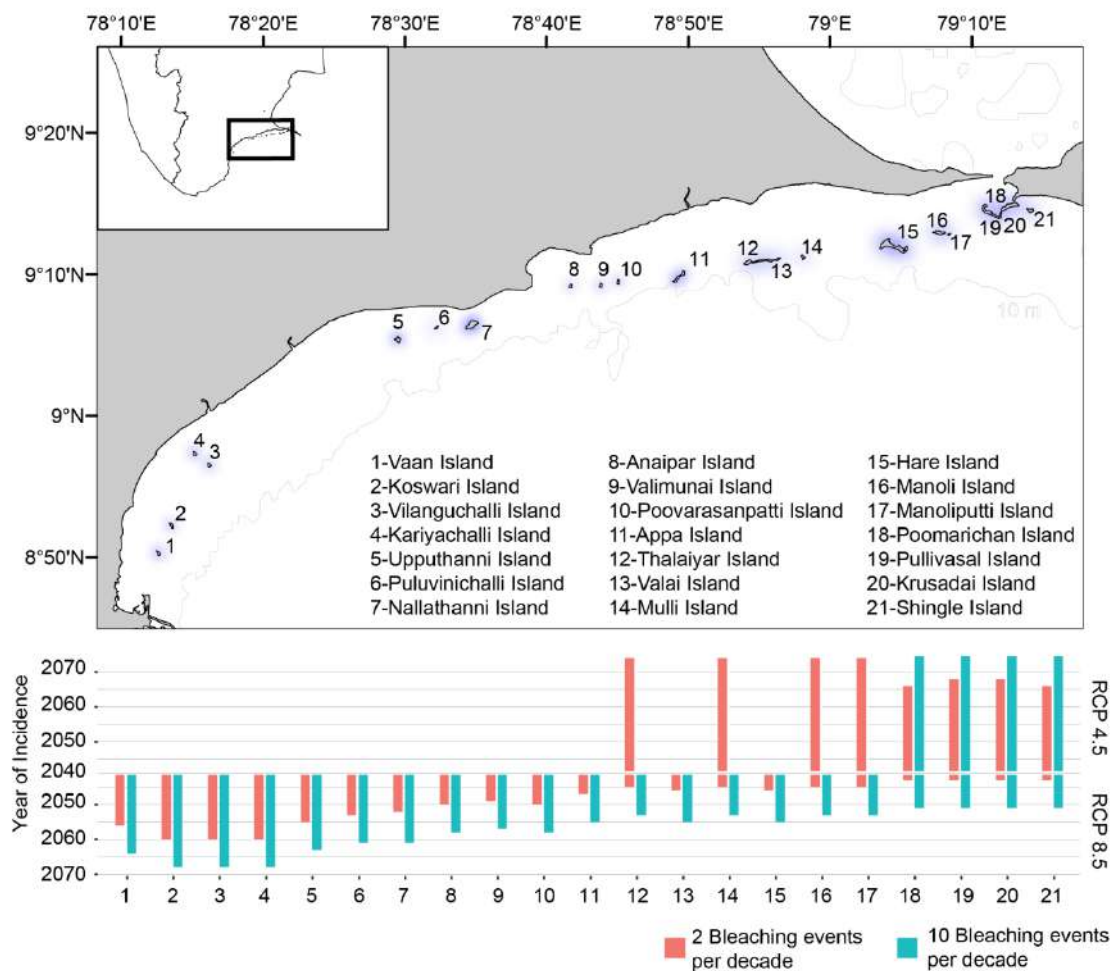 78°10'E 78°20'E 78°30'E 78°40'E 78°50'E 79°E 79°10'E
9°20'N
9°10'N
9°N
8°50'N
18
16
15
17
19 20 21
12 14
11 13
8 9 10
5 6
7
4
3
2
1
10 m
1-Vaan Island
2-Koswari Island
3-Vilanguchalli Island
4-Kariyachalli Island
5-Upputhanni Island
6-Puluvinichalli Island
7-Nallathanni Island
8-Anaipar Island
9-Valimunai Island
10-Poovarasanpatti Island
11-Appa Island
12-Thalaiyar Island
13-Valai Island
14-Mulli Island
15-Hare Island
16-Manoli Island
17-Manoliputti Island
18-Poomarichan Island
19-Pullivasal Island
20-Krusadai Island
21-Shingle Island
Year of Incidence
2070
2060
2050
2040
2050
2060
2070
RCP 4.5
RCP 8.5
1 2 3 4 5 6 7 8 9 10 11 12 13 14 15 16 17 18 19 20 21
2 Bleaching events
per decade
10 Bleaching events
per decade